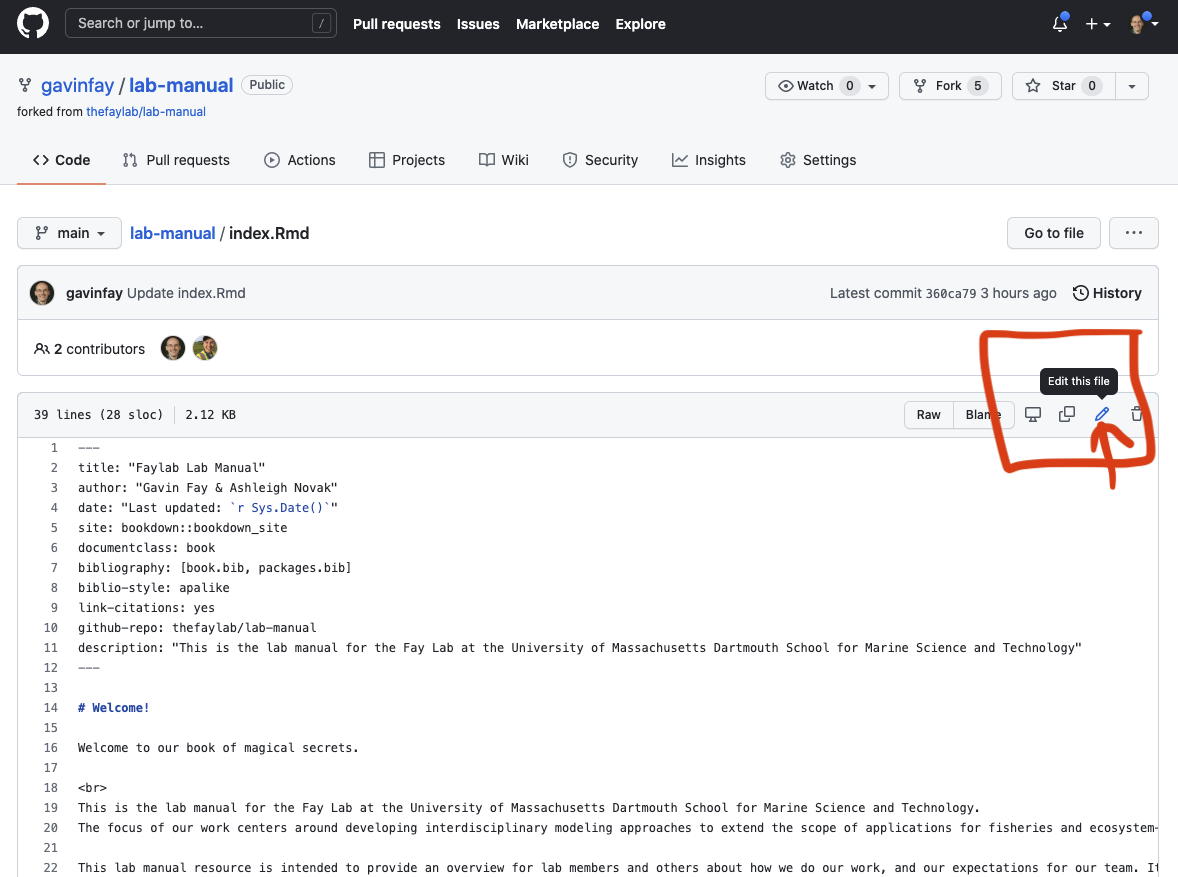 Search or jump to... /
Pull requests Issues Marketplace Explore
gavinfay / lab-manual Public
Watch 0 Fork 5 Star 0
forked from thefaylab/lab-manual
Code Pull requests Actions Projects Wiki Security Insights Settings
main lab-manual / index.Rmd Go to file ...
gavinfay Update index.Rmd Latest commit 360ca79 3 hours ago History
2 contributors
Edit this file
39 lines (28 sloc) 2.12 KB Raw Blame
1 ---
2 title: "Faylab Lab Manual"
3 author: "Gavin Fay & Ashleigh Novak"
4 date: "Last updated: `r Sys.Date()`"
5 site: bookdown::bookdown_site
6 documentclass: book
7 bibliography: [book.bib, packages.bib]
8 biblio-style: apalike
9 link-citations: yes
10 github-repo: thefaylab/lab-manual
11 description: "This is the lab manual for the Fay Lab at the University of Massachusetts Dartmouth School for Marine Science and Technology"
12 ---
13
14 # Welcome!
15
16 Welcome to our book of magical secrets.
17
18 <br>
19 This is the lab manual for the Fay Lab at the University of Massachusetts Dartmouth School for Marine Science and Technology.
20 The focus of our work centers around developing interdisciplinary modeling approaches to extend the scope of applications for fisheries and ecosystem-
21
22 This lab manual resource is intended to provide an overview for lab members and others about how we do our work, and our expectations for our team. It